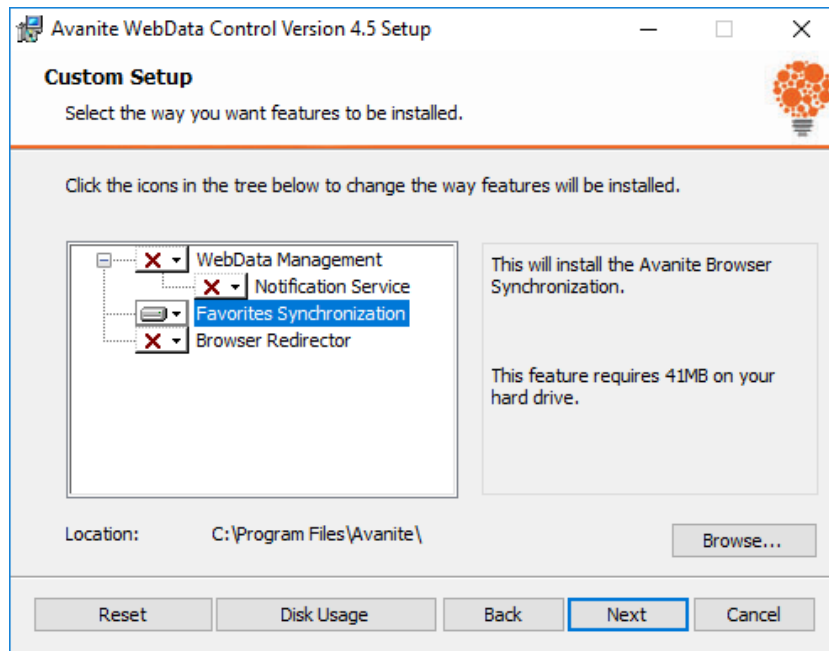 Avanite WebData Control Version 4.5 Setup
Custom Setup
Select the way you want features to be installed.
Click the icons in the tree below to change the way features will be installed.
WebData Management
Notification Service
Favorites Synchronization
Browser Redirector
This will install the Avanite Browser
Synchronization.
This feature requires 41MB on your
hard drive.
Location: C:\Program Files\Avanite\
Browse...
Reset Disk Usage Back Next Cancel